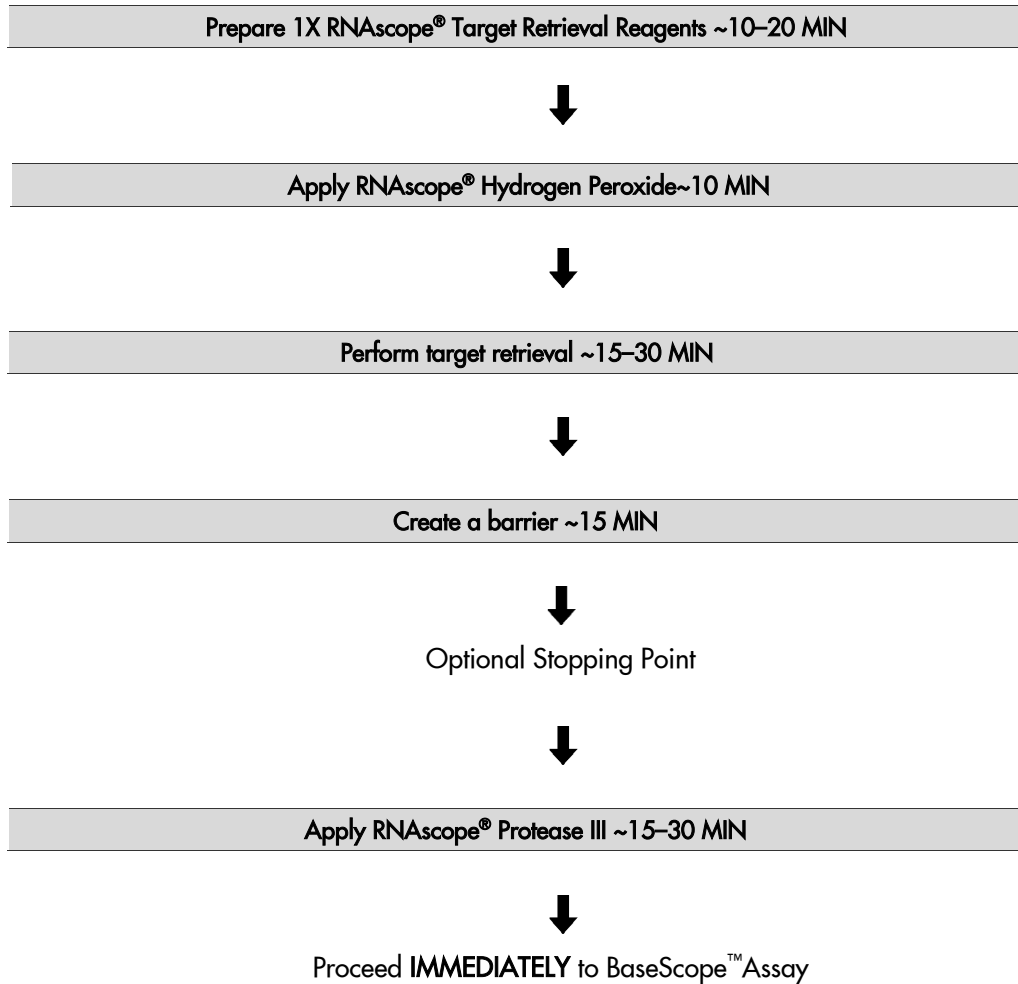 Prepare 1X RNAscope® Target Retrieval Reagents ~10–20 MIN
Apply RNAscope® Hydrogen Peroxide~10 MIN
Perform target retrieval ~15–30 MIN
Create a barrier ~15 MIN
Optional Stopping Point
Apply RNAscope® Protease III ~15–30 MIN
Proceed IMMEDIATELY to BaseScope™ Assay